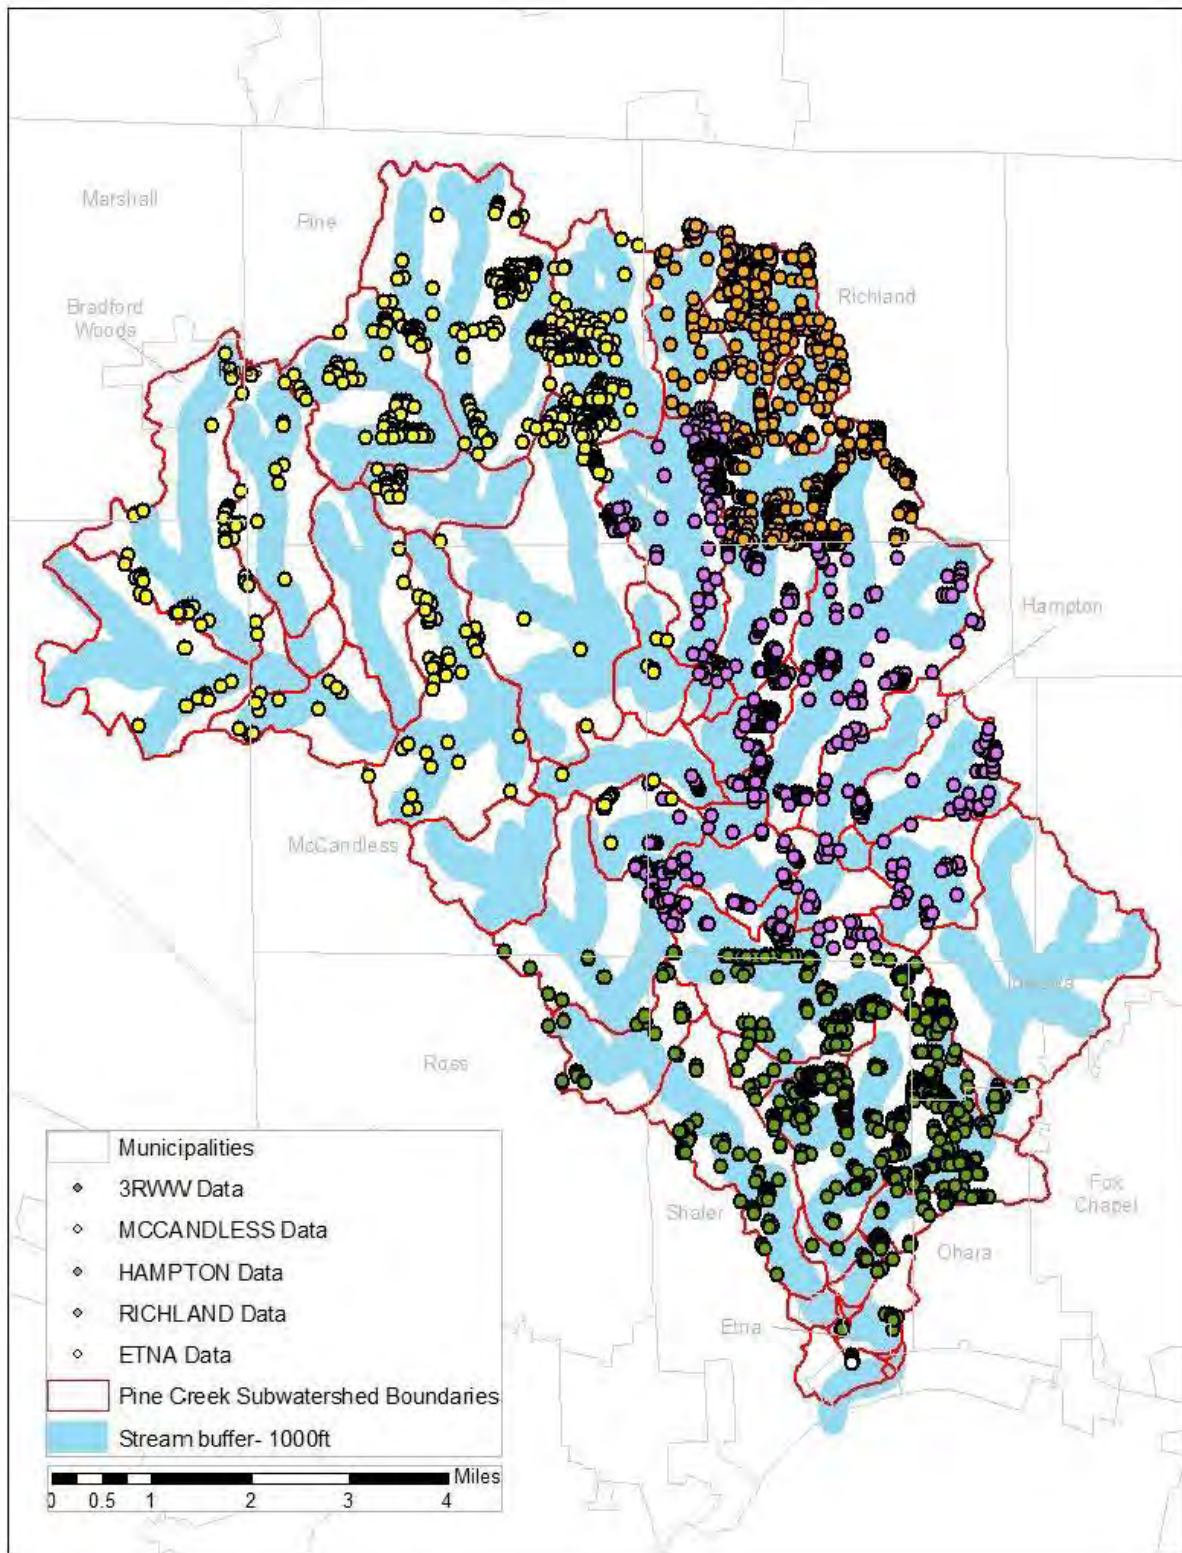 Marshall
Pine
Bradford
Woods
Richland
Hampton
McCandless
Ross
Shaler
Fox
Chapel
Ohara
Etna
Municipalities
3RWW Data
MCCANDLESS Data
HAMPTON Data
RICHLAND Data
ETNA Data
Pine Creek Subwatershed Boundaries
Stream buffer- 1000ft
Miles
0 0.5 1 2 3 4